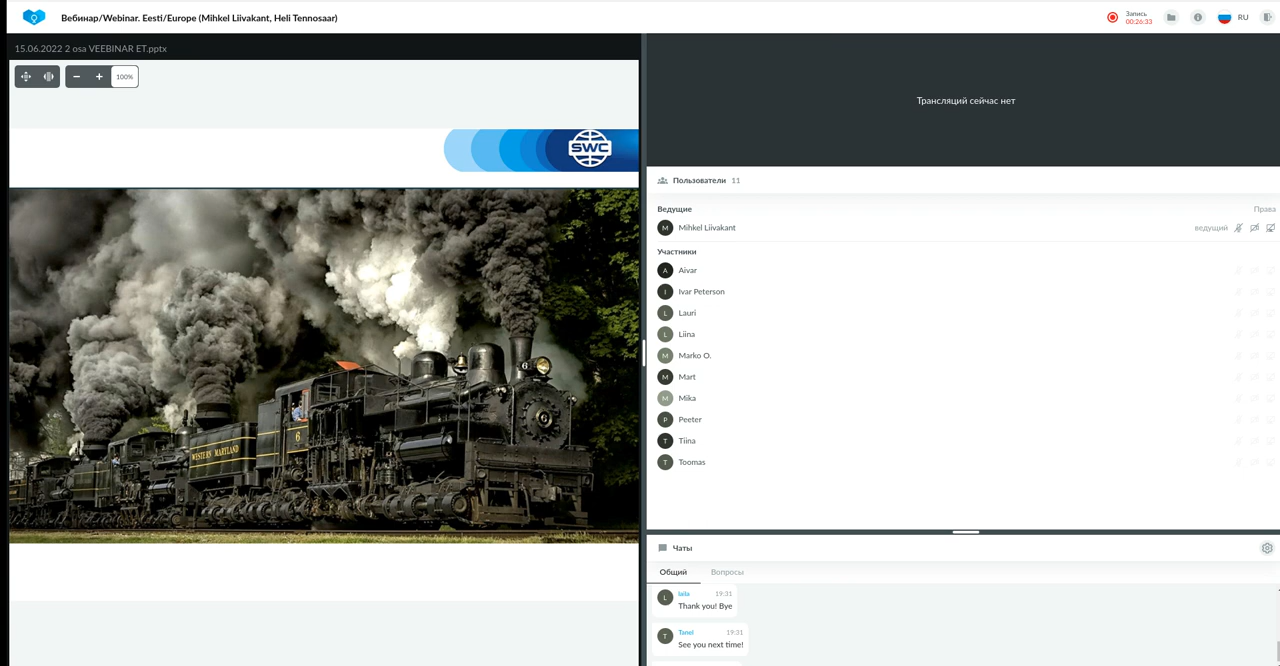 Вебинар/Webinar. Eesti/Europe (Mihkel Liivakant, Heli Tennosaar)
Запись
00:26:33
RU
15.06.2022 2 osa VEEBINAR ET.pptx
100%
SWC
6
6
6
WESTERN MARYLAND
Трансляций сейчас нет
Пользователи 11
Ведущие Права
M Mihkel Liivakant ведущий
Участники
A Aivar
I Ivar Peterson
L Lauri
L Liina
M Marko O.
M Mart
M Mika
P Peeter
T Tiina
T Toomas
Чаты
Общий Вопросы
L laila 19:31
Thank you! Bye
T Tanel 19:31
See you next time!